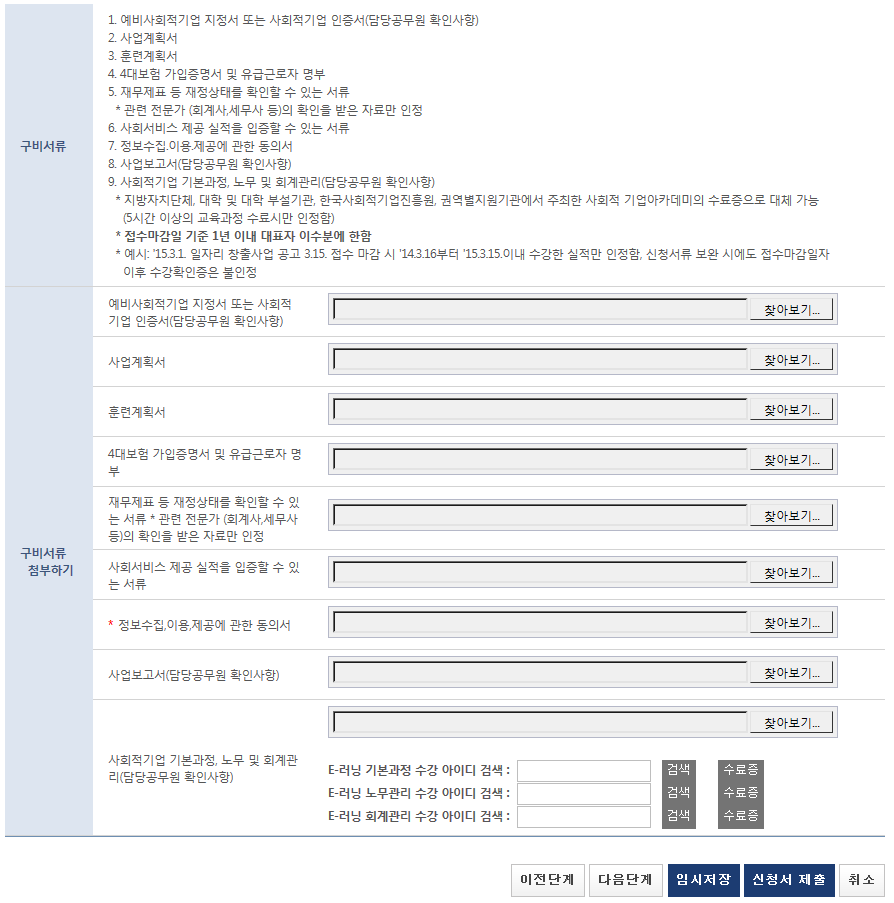 구비서류
1. 예비사회적기업 지정서 또는 사회적기업 인증서(담당공무원 확인사항)
2. 사업계획서
3. 훈련계획서
4. 4대보험 가입증명서 및 유급근로자 명부
5. 재무제표 등 재정상태를 확인할 수 있는 서류
* 관련 전문가 (회계사,세무사 등)의 확인을 받은 자료만 인정
6. 사회서비스 제공 실적을 입증할 수 있는 서류
7. 정보수집.이용.제공에 관한 동의서
8. 사업보고서(담당공무원 확인사항)
9. 사회적기업 기본과정, 노무 및 회계관리(담당공무원 확인사항)
* 지방자치단체, 대학 및 대학 부설기관, 한국사회적기업진흥원, 권역별지원기관에서 주최한 사회적 기업아카데미의 수료증으로 대체 가능
(5시간 이상의 교육과정 수료시만 인정함)
* 접수마감일 기준 1년 이내 대표자 이수분에 한함
* 예시: '15.3.1. 일자리 창출사업 공고 3.15. 접수 마감 시 '14.3.16부터 '15.3.15.이내 수강한 실적만 인정함, 신청서류 보완 시에도 접수마감일자
이후 수강확인증은 불인정
구비서류
첨부하기
예비사회적기업 지정서 또는 사회적
기업 인증서(담당공무원 확인사항)
찾아보기...
사업계획서
찾아보기...
훈련계획서
찾아보기...
4대보험 가입증명서 및 유급근로자 명
부
찾아보기...
재무제표 등 재정상태를 확인할 수 있
는 서류 * 관련 전문가 (회계사,세무사
등)의 확인을 받은 자료만 인정
찾아보기...
사회서비스 제공 실적을 입증할 수 있
는 서류
찾아보기...
* 정보수집,이용,제공에 관한 동의서
찾아보기...
사업보고서(담당공무원 확인사항)
찾아보기...
사회적기업 기본과정, 노무 및 회계관
리(담당공무원 확인사항)
찾아보기...
E-러닝 기본과정 수강 아이디 검색 : 검색 수료증
E-러닝 노무관리 수강 아이디 검색 : 검색 수료증
E-러닝 회계관리 수강 아이디 검색 : 검색 수료증
이전단계 다음단계 임시저장 신청서 제출 취소